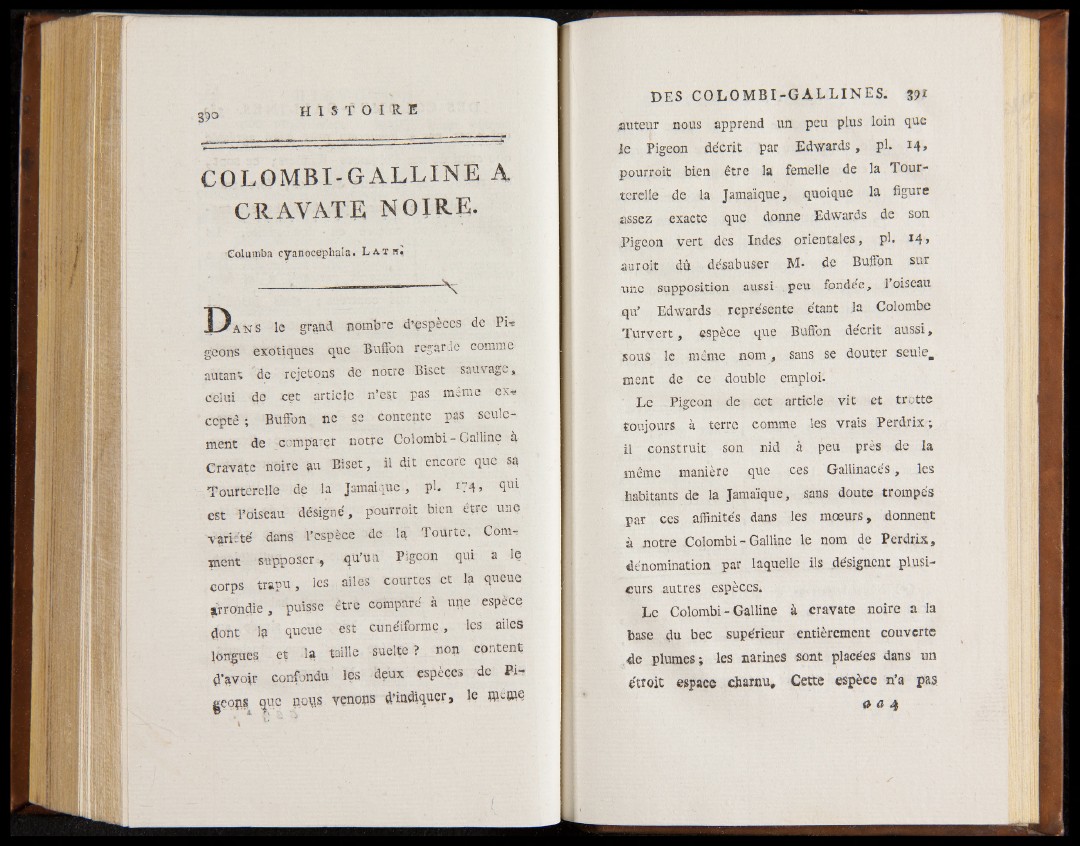 390 HISTOIRE
COLOMBI-GALLINE A
CRAVATE NOIRE.
Columba cyanocephala. LATH.
DANS le grand nombre d'espèces de Pi-
geons exotiques que Buffon regarde comme
autant de rejetons de notre Biset sauvage,
celui de cet article n'est pas même ex-
cepté ; Buffon ne se contente pas seule-
ment de comparer notre Colombi-Galline à
Cravate noire au Biset, il dit encore que sa
Tourterelle de la Jamaique, pl. 174, qui
est l'oiseau désigné, pourroit bien être une
variété dans l'espèce de la Tourte. Com-
ment supposer, qu'un Pigeon qui a le
corps trapu, les ailes courtes et la queue
arrondie, puisse être comparé à une espèce
dont la queue est cunéiforme, les ailes
longues et la taille suelte ? non content
d'avoir confondu les deux espèces de Pi-
geons que nous venons d'indiquer, le même
DES COLOMBI-GALLINES. 391
auteur nous apprend un peu plus loin que
le Pigeon décrit par Edwards, pl. 14,
pourroit bien être la femelle de la Tour-
terelle de la Jamaïque, quoique la figure
assez exacte que donne Edwards de son
Pigeon vert des Indes orientales, pl. 14,
auroit dû désabuser M. de Buffon sur
une supposition aussi peu fondée, l'oiseau
qu' Edwards représente étant la Colombe
Turvert, espèce que Buffon décrit aussi,
sous le même nom, sans se douter seule-
ment de ce double emploi.
Le Pigeon de cet article vit et trotte
toujours à terre comme les vrais Perdrix ;
il construit son nid à peu près de la
même manière que ces Gallinacés, les
habitants de la Jamaïque, sans doute trompés
par ces affinités dans les mœurs, donnent
à notre Colombi-Galline le nom de Perdrix,
dénomination par laquelle ils désignent plusi-
eurs autres espèces.
Le Colombi-Galline à cravate noire a la
base du bec supérieur entièrement couverte
de plumes ; les narines sont placées dans un
étroit espace charnu. Cette espèce n'a pas
a a 4